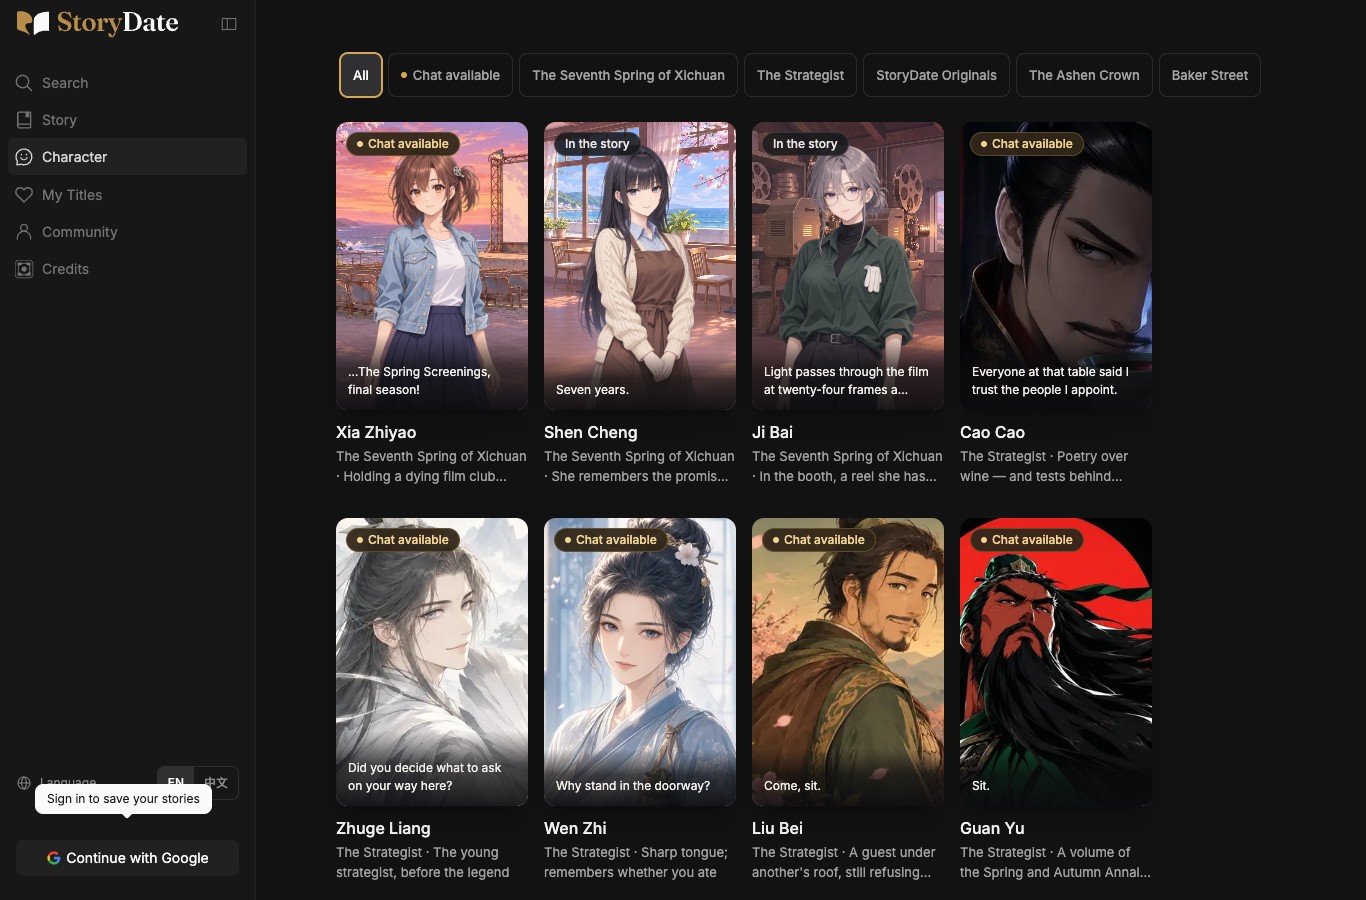 StoryDate
Search
Story
Character
My Titles
Community
Credits
Language
EN
中文
Sign in to save your stories
Continue with Google
All
Chat available
The Seventh Spring of Xichuan
The Strategist
StoryDate Originals
The Ashen Crown
Baker Street
Chat available
...The Spring Screenings,
final season!
Xia Zhiyao
The Seventh Spring of Xichuan
· Holding a dying film club...
In the story
Seven years.
Shen Cheng
The Seventh Spring of Xichuan
· She remembers the promis...
In the story
Light passes through the film
at twenty-four frames a...
Ji Bai
The Seventh Spring of Xichuan
· In the booth, a reel she has...
Chat available
Everyone at that table said I
trust the people I appoint.
Cao Cao
The Strategist · Poetry over
wine — and tests behind...
Chat available
Did you decide what to ask
on your way here?
Zhuge Liang
The Strategist · The young
strategist, before the legend
Chat available
Why stand in the doorway?
Wen Zhi
The Strategist · Sharp tongue;
remembers whether you ate
Chat available
Come, sit.
Liu Bei
The Strategist · A guest under
another's roof, still refusing...
Chat available
Sit.
Guan Yu
The Strategist · A volume of
the Spring and Autumn Annal...